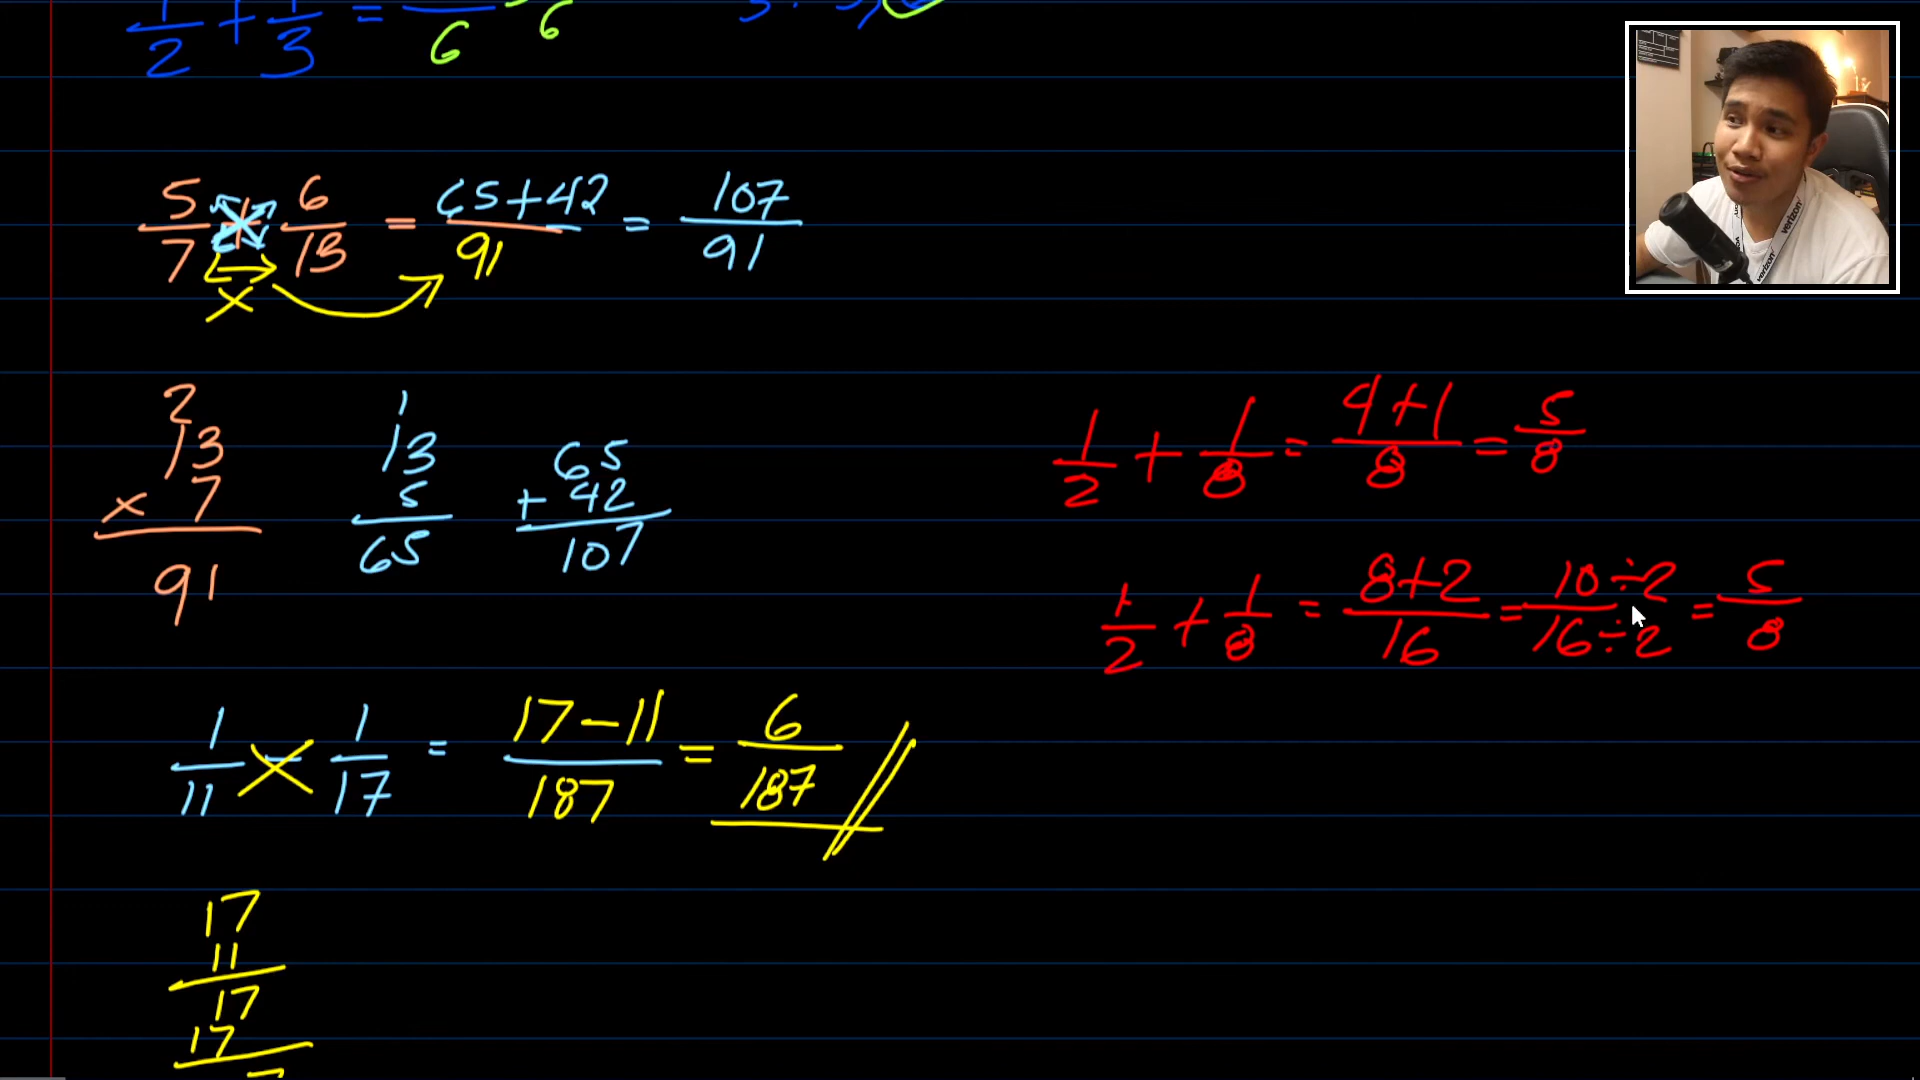 1/2 + 1/3 = /6 6
5/7 + 6/13 = 65+42/91 = 107/91
x
2
13
x 7
91
1
13
5
65
65
+ 42
107
1/2 + 1/8 = 4+1/8 = 5/8
1/2 + 1/8 = 8+2/16 = 10÷2/16÷2 = 5/8
1/11 - 1/17 = 17-11/187 = 6/187
17
11
17
17
verizon
verizon